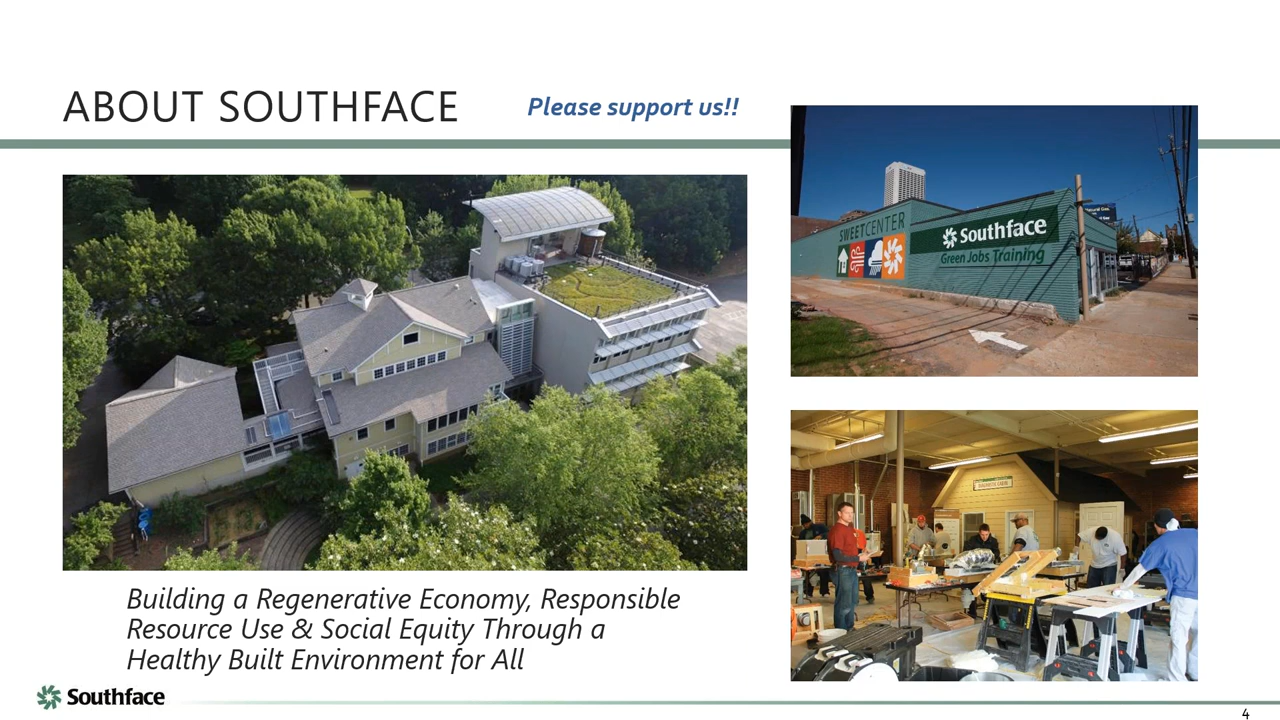 ABOUT SOUTHFACE
Please support us!!
SWEETCENTER
Southface
Green Jobs Training
Building a Regenerative Economy, Responsible
Resource Use & Social Equity Through a
Healthy Built Environment for All
Southface
4